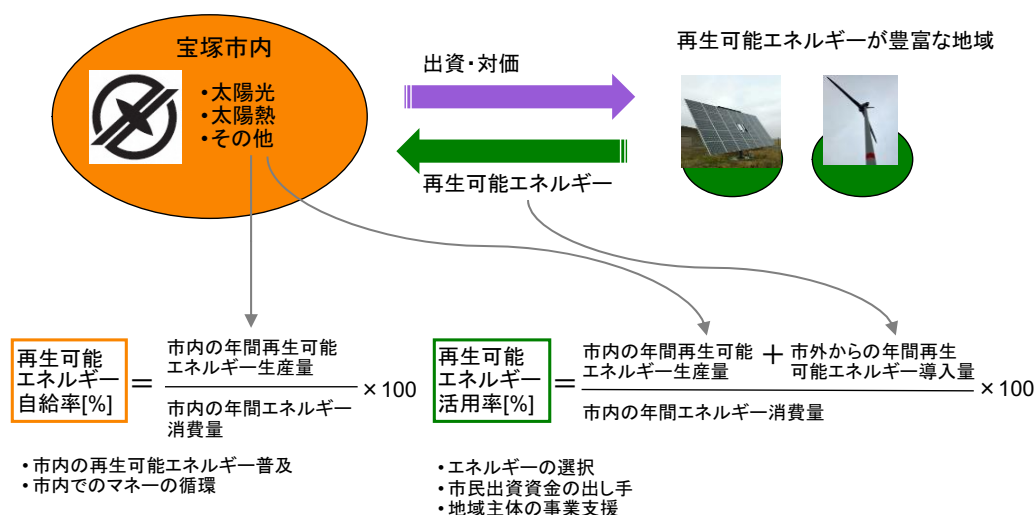 宝塚市内
・太陽光
・太陽熱
・その他
出資・対価
再生可能エネルギー
再生可能エネルギーが豊富な地域
再生可能
エネルギー
自給率[%]
=
市内の年間再生可能
エネルギー生産量
市内の年間エネルギー
消費量
×100
・市内の再生可能エネルギー普及
・市内でのマネーの循環
再生可能
エネルギー
活用率[%]
=
市内の年間再生可能
エネルギー生産量
+
市外からの年間再生
可能エネルギー導入量
市内の年間エネルギー消費量
×100
・エネルギーの選択
・市民出資資金の出し手
・地域主体の事業支援